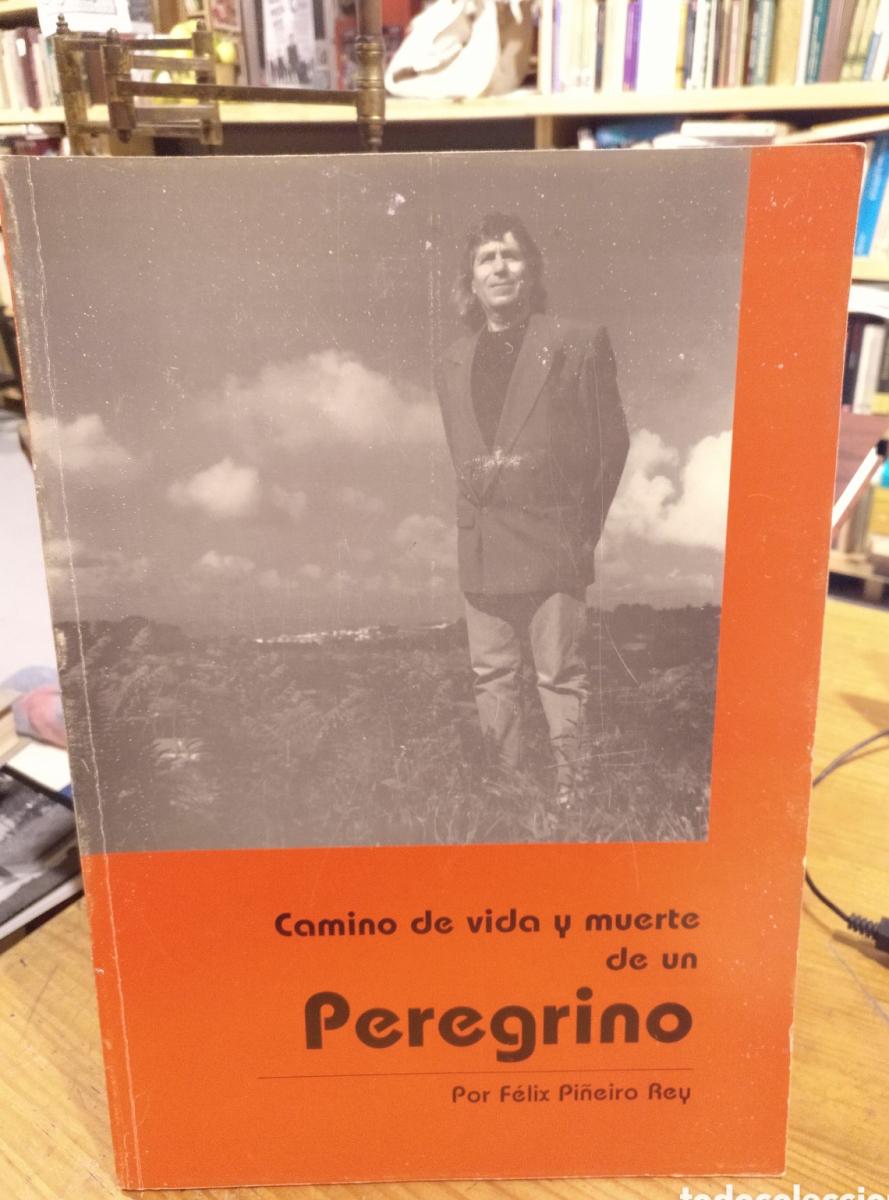 Camino de vida y muerte
de un
Peregrino
Por Félix Piñeiro Rey